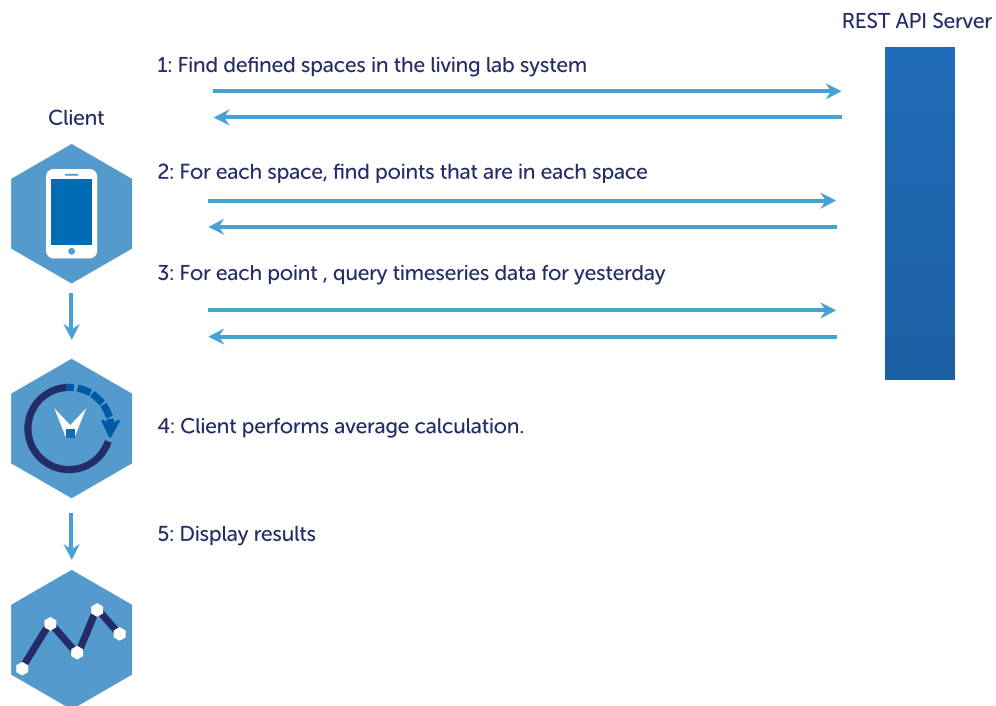 REST API Server
1: Find defined spaces in the living lab system
Client
2: For each space, find points that are in each space
3: For each point , query timeseries data for yesterday
4: Client performs average calculation.
5: Display results